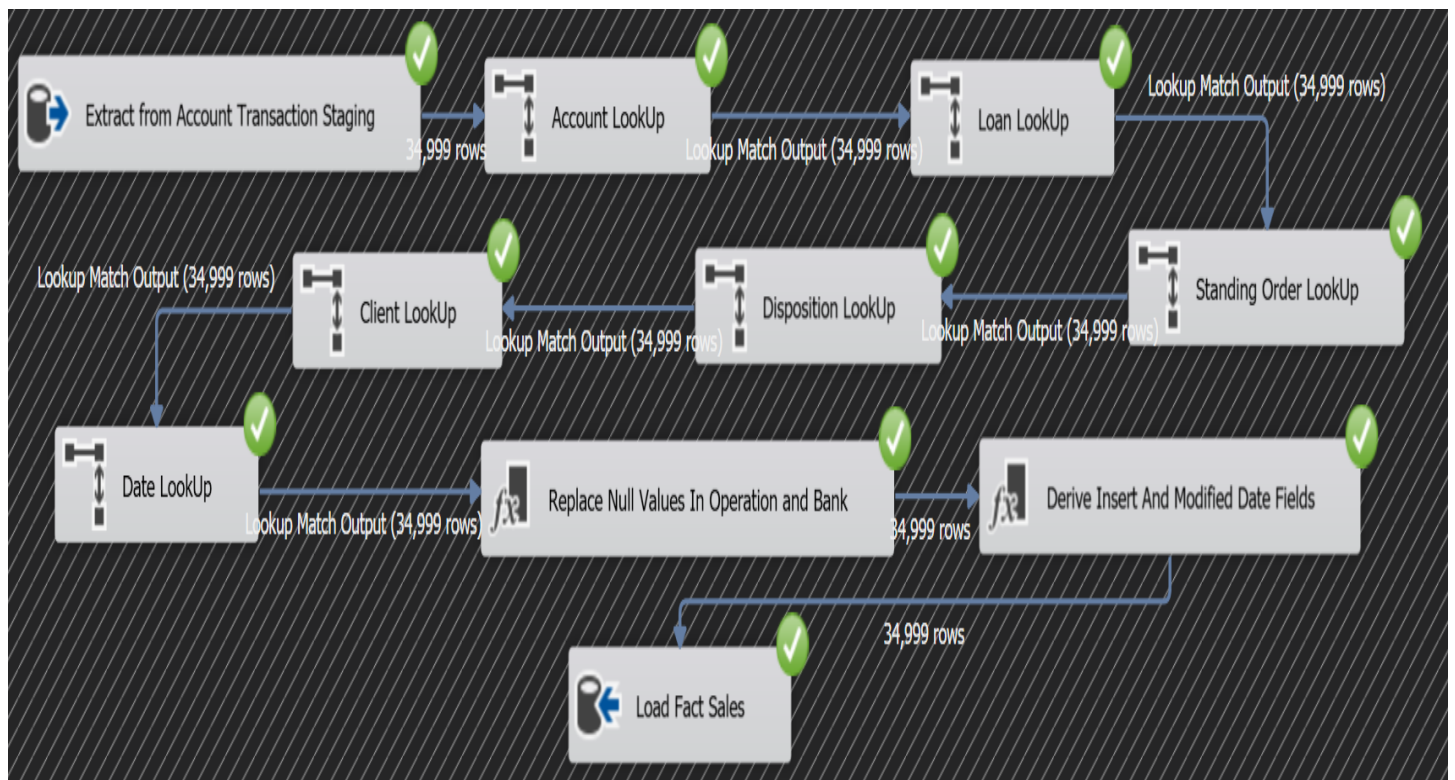 Extract from Account Transaction Staging
34,999 rows
Account LookUp
Lookup Match Output (34,999 rows)
Loan LookUp
Lookup Match Output (34,999 rows)
Standing Order LookUp
Lookup Match Output (34,999 rows)
Disposition LookUp
Lookup Match Output (34,999 rows)
Client LookUp
Lookup Match Output (34,999 rows)
Date LookUp
Lookup Match Output (34,999 rows)
fx
Replace Null Values In Operation and Bank
34,999 rows
fx
Derive Insert And Modified Date Fields
34,999 rows
Load Fact Sales